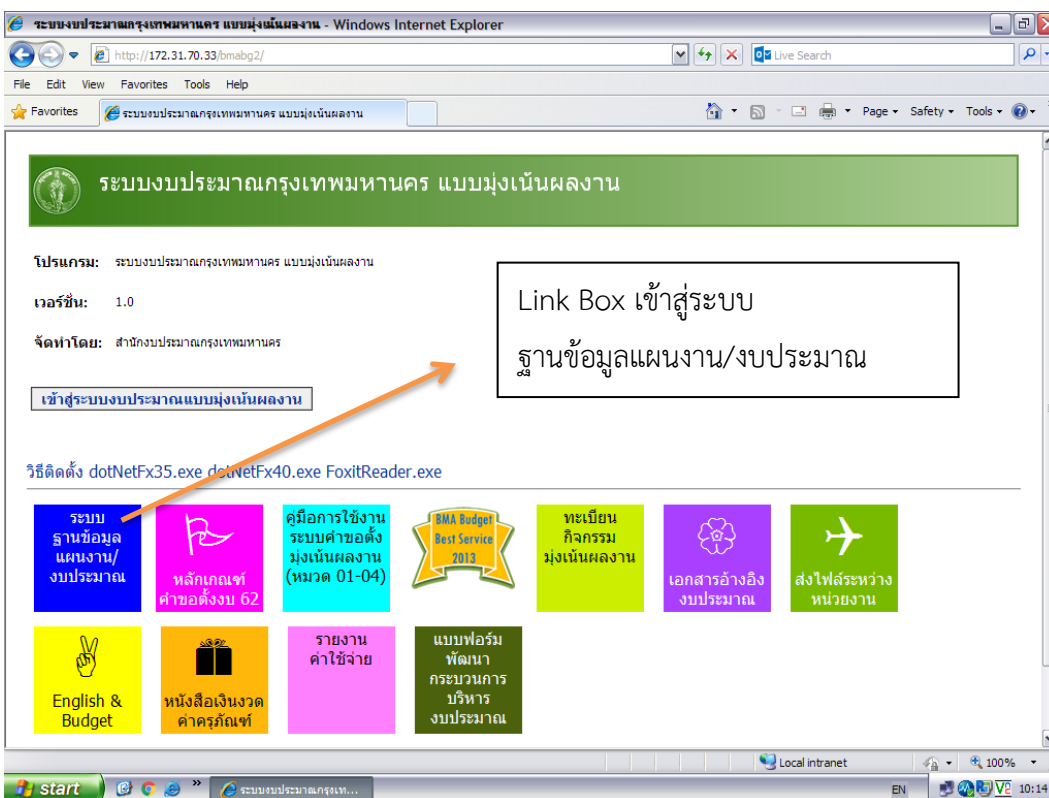 ระบบงบประมาณกรุงเทพมหานคร แบบมุ่งเน้นผลงาน - Windows Internet Explorer
http://172.31.70.33/bmabg2/
Live Search
File Edit View Favorites Tools Help
Favorites ระบบงบประมาณกรุงเทพมหานคร แบบมุ่งเน้นผลงาน Page Safety Tools
ระบบงบประมาณกรุงเทพมหานคร แบบมุ่งเน้นผลงาน
โปรแกรม: ระบบงบประมาณกรุงเทพมหานคร แบบมุ่งเน้นผลงาน
เวอร์ชั่น: 1.0
จัดทำโดย: สำนักงบประมาณกรุงเทพมหานคร
Link Box เข้าสู่ระบบ
ฐานข้อมูลแผนงาน/งบประมาณ
เข้าสู่ระบบงบประมาณแบบมุ่งเน้นผลงาน
วิธีติดตั้ง dotNetFx35.exe dotNetFx40.exe FoxitReader.exe
ระบบ
ฐานข้อมูล
แผนงาน/
งบประมาณ
หลักเกณฑ์
คำขอตั้งงบ 62
คู่มือการใช้งาน
ระบบคำขอตั้ง
มุ่งเน้นผลงาน
(หมวด 01-04)
BMA Budget
Best Service
2013
ทะเบียน
กิจกรรม
มุ่งเน้นผลงาน
เอกสารอ้างอิง
งบประมาณ
ส่งไฟล์ระหว่าง
หน่วยงาน
English &
Budget
หนังสือเงินงวด
ค่าครุภัณฑ์
รายงาน
ค่าใช้จ่าย
แบบฟอร์ม
พัฒนา
กระบวนการ
บริหาร
งบประมาณ
Local intranet 100%
start ระบบงบประมาณกรุงเท... EN 10:14